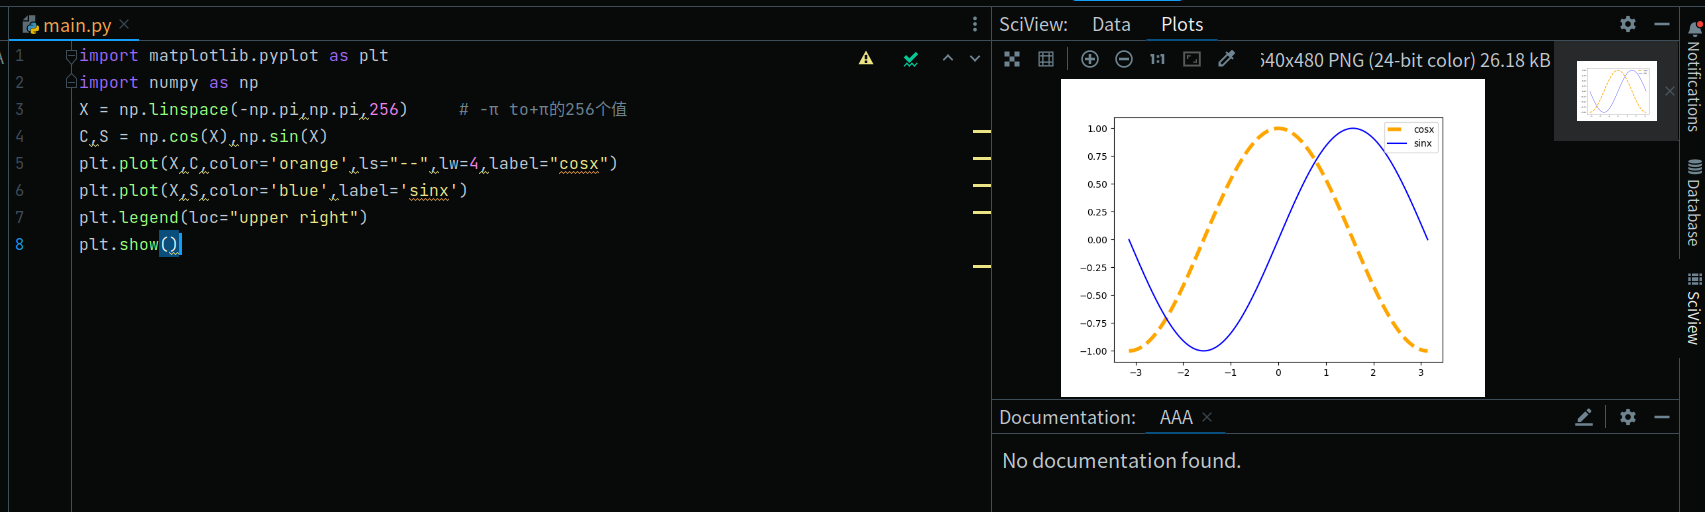 main.py
1 import matplotlib.pyplot as plt
2 import numpy as np
3 X = np.linspace(-np.pi,np.pi,256)     # -π to+π的256个值
4 C,S = np.cos(X),np.sin(X)
5 plt.plot(X,C,color='orange',ls="--",lw=4,label="cosx")
6 plt.plot(X,S,color='blue',label='sinx')
7 plt.legend(loc="upper right")
8 plt.show()
SciView: Data Plots
1:1 640x480 PNG (24-bit color) 26.18 kB
cosx
sinx
1.00
0.75
0.50
0.25
0.00
−0.25
−0.50
−0.75
−1.00
−3 −2 −1 0 1 2 3
Documentation: AAA
No documentation found.
Notifications
Database
SciView